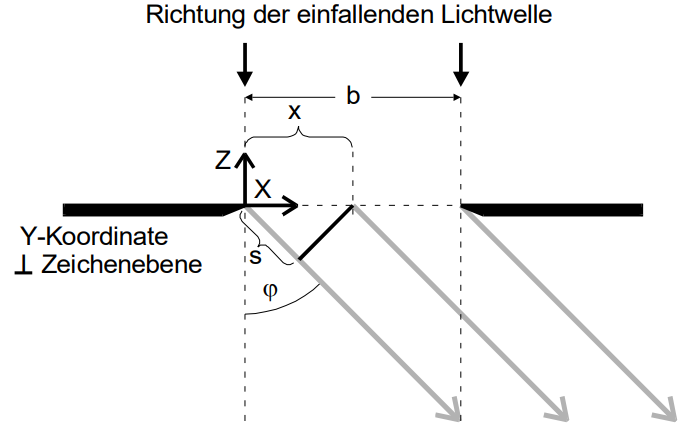 Richtung der einfallenden Lichtwelle
b
x
Z
X
Y-Koordinate
⊥ Zeichenebene
s
φ